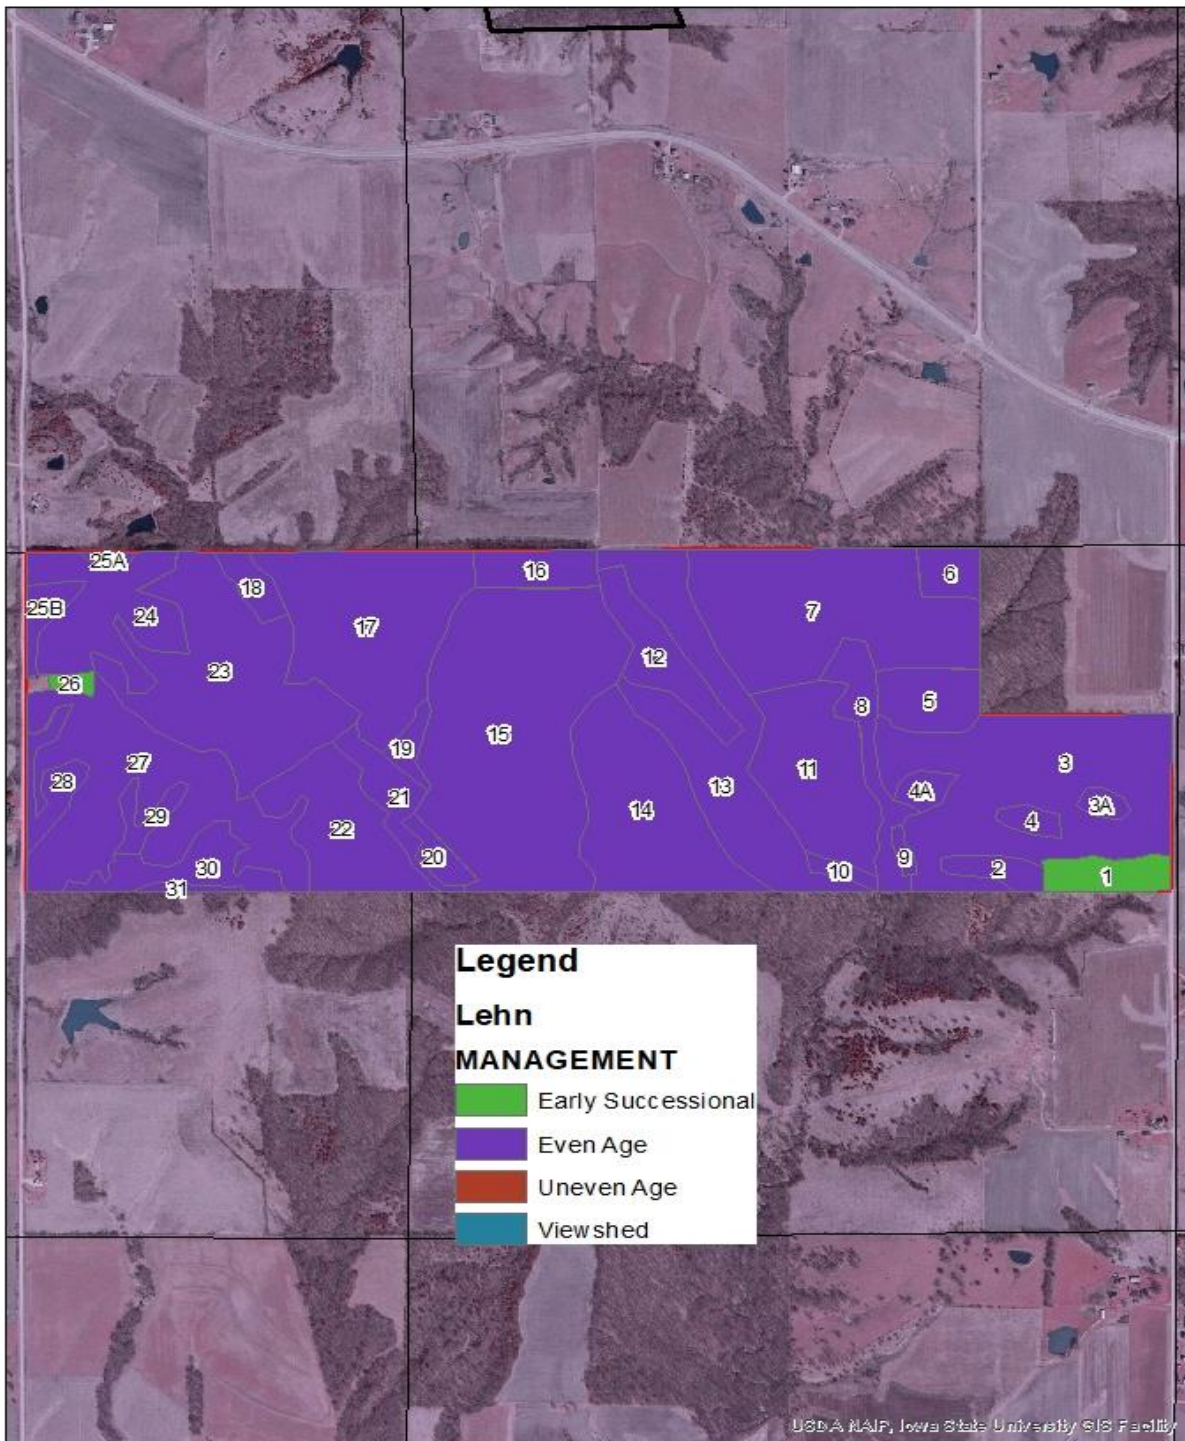 25A
16
18
6
25B
24
7
17
12
23
26
5
8
15
19
27
3
11
28
4A
13
21
3A
14
29
4
22
20
9
30
2
10
1
31
Legend
Lehn
MANAGEMENT
Early Successional
Even Age
Uneven Age
Viewshed
USDA NAIP, Iowa State University GIS Facility